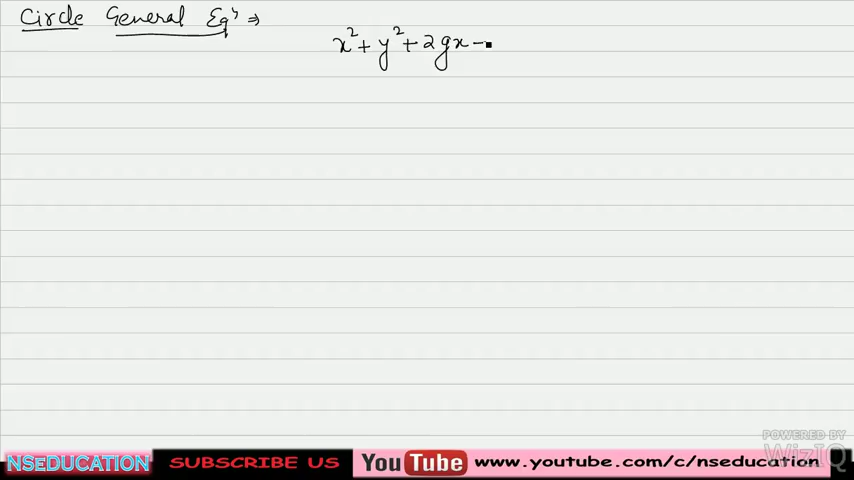 Circle General Eqⁿ ⇒
x² + y² + 2gx -
NSEDUCATION SUBSCRIBE US YouTube www.youtube.com/c/nseducation
POWERED BY
WizIQ